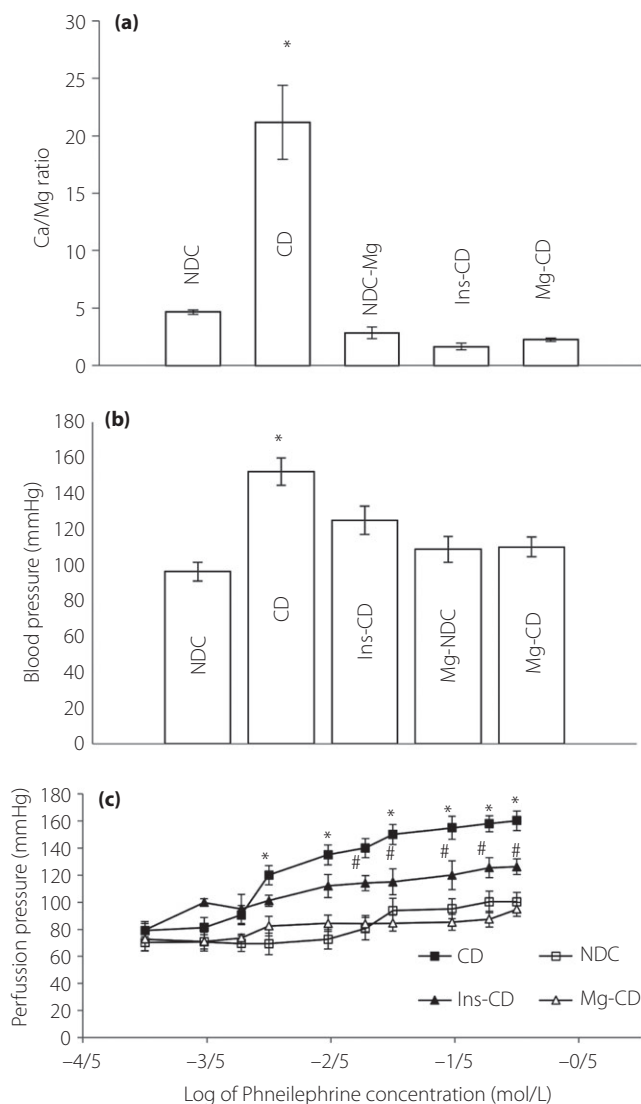 (a)
*
30
25
20
15
10
5
0
Ca/Mg ratio
NDC
CD
NDC-Mg
Ins-CD
Mg-CD
(b)
*
180
160
140
120
100
80
60
40
20
0
Blood pressure (mmHg)
NDC
CD
Ins-CD
Mg-NDC
Mg-CD
(c)
180
160
140
120
100
80
60
40
20
0
Perfussion pressure (mmHg)
* * * * * *
# # # # #
CD NDC
Ins-CD Mg-CD
−4/5 −3/5 −2/5 −1/5 −0/5
Log of Phneilephrine concentration (mol/L)